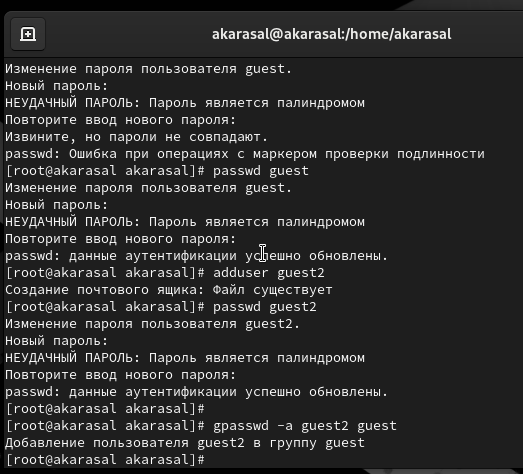 akarasal@akarasal:/home/akarasal
Изменение пароля пользователя guest.
Новый пароль:
НЕУДАЧНЫЙ ПАРОЛЬ: Пароль является палиндромом
Повторите ввод нового пароля:
Извините, но пароли не совпадают.
passwd: Ошибка при операциях с маркером проверки подлинности
[root@akarasal akarasal]# passwd guest
Изменение пароля пользователя guest.
Новый пароль:
НЕУДАЧНЫЙ ПАРОЛЬ: Пароль является палиндромом
Повторите ввод нового пароля:
passwd: данные аутентификации успешно обновлены.
[root@akarasal akarasal]# adduser guest2
Создание почтового ящика: Файл существует
[root@akarasal akarasal]# passwd guest2
Изменение пароля пользователя guest2.
Новый пароль:
НЕУДАЧНЫЙ ПАРОЛЬ: Пароль является палиндромом
Повторите ввод нового пароля:
passwd: данные аутентификации успешно обновлены.
[root@akarasal akarasal]#
[root@akarasal akarasal]# gpasswd -a guest2 guest
Добавление пользователя guest2 в группу guest
[root@akarasal akarasal]#